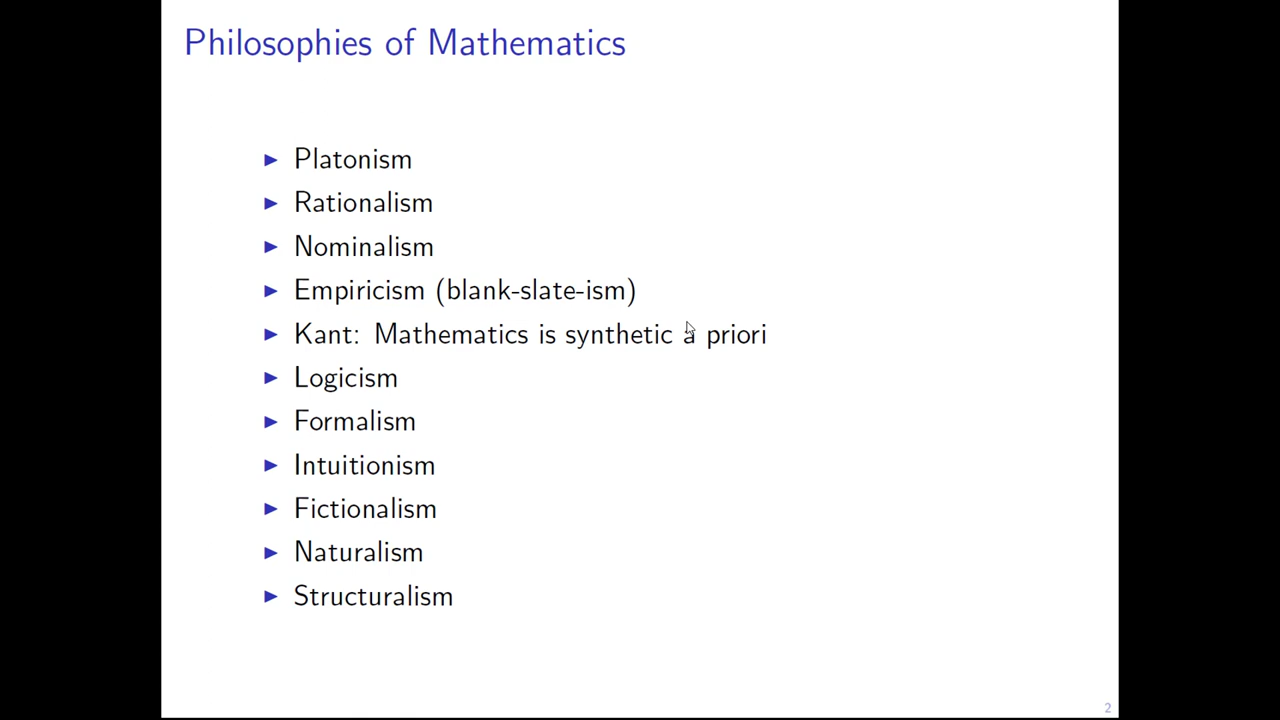 Philosophies of Mathematics
Platonism
Rationalism
Nominalism
Empiricism (blank-slate-ism)
Kant: Mathematics is synthetic a priori
Logicism
Formalism
Intuitionism
Fictionalism
Naturalism
Structuralism
2